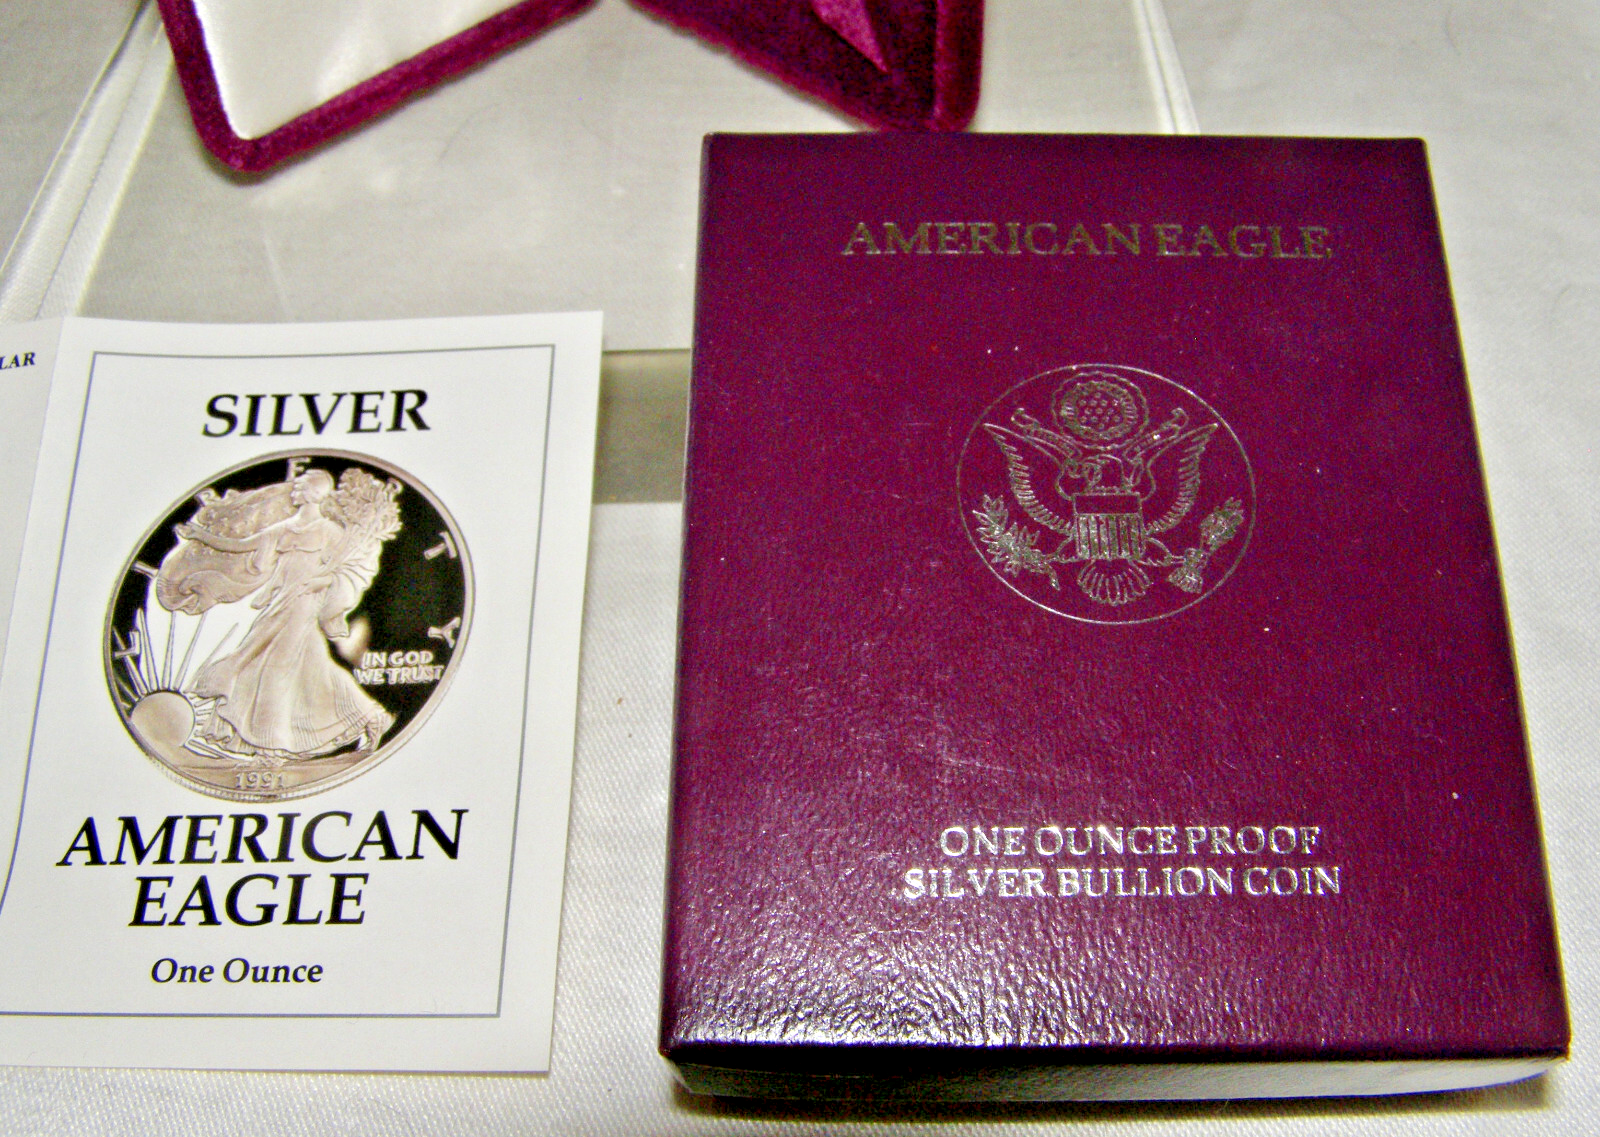 LAR
SILVER
LIBERTY
IN GOD
WE TRUST
1991
AMERICAN
EAGLE
One Ounce
AMERICAN EAGLE
ONE OUNCE PROOF
SILVER BULLION COIN